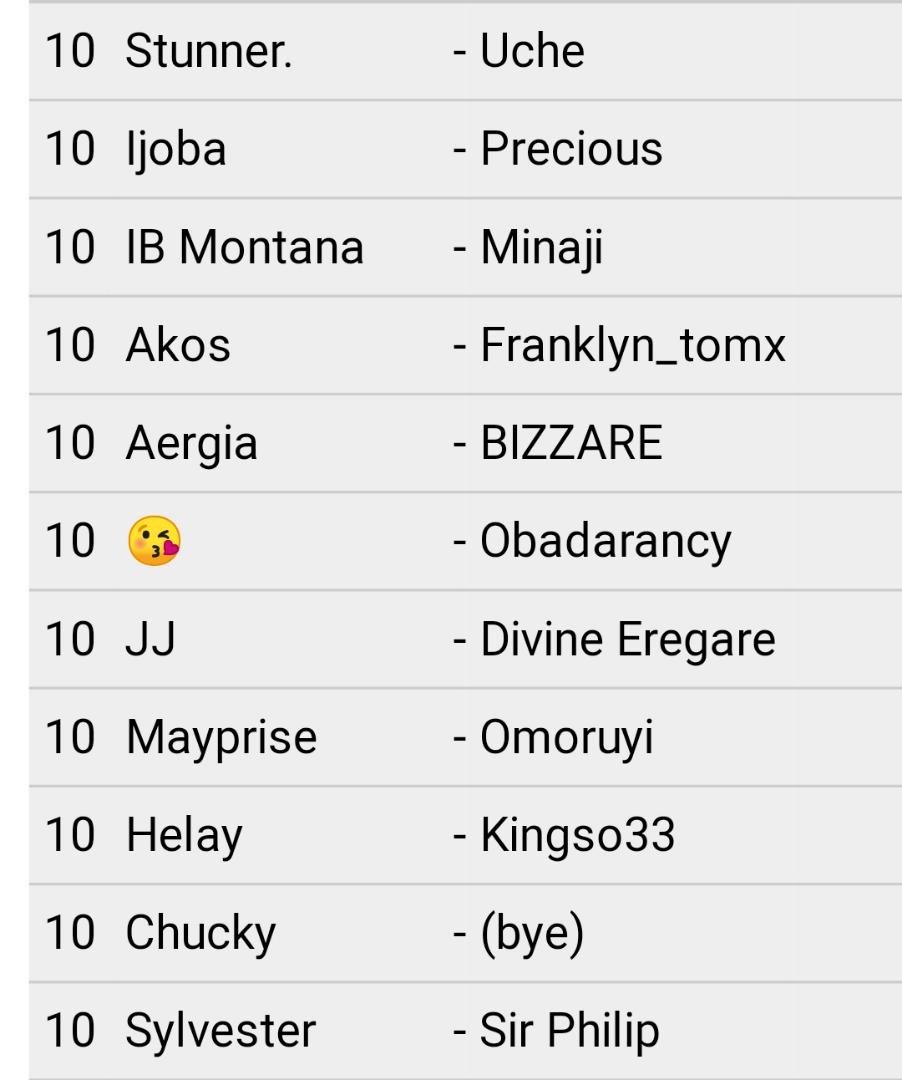 10 Stunner. - Uche
10 Ijoba - Precious
10 IB Montana - Minaji
10 Akos - Franklyn_tomx
10 Aergia - BIZZARE
10 😘 - Obadarancy
10 JJ - Divine Eregare
10 Mayprise - Omoruyi
10 Helay - Kingso33
10 Chucky - (bye)
10 Sylvester - Sir Philip